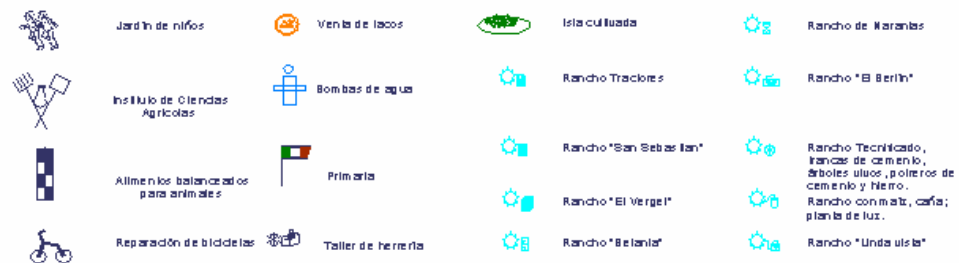 Jardín de niños
Instituto de Ciencias
Agrícolas
Alimentos balanceados
para animales
Reparación de bicicletas
Venta de tacos
Bombas de agua
Primaria
Taller de herrería
Isla cultivada
Rancho Tractores
Rancho "San Sebastian"
Rancho "El Vergel"
Rancho "Betania"
Rancho de Naranjas
Rancho "El Berlín"
Rancho Tecnificado,
trancas de cemento,
árboles vivos, potreros de
cemento y hierro.
Rancho con maíz, caña;
planta de luz.
Rancho "Linda vista"